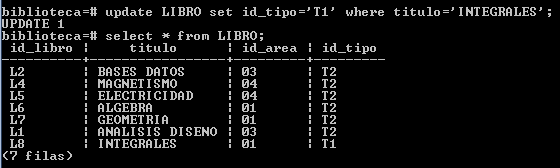 biblioteca=# update LIBRO set id_tipo='T1' where titulo='INTEGRALES';
UPDATE 1
biblioteca=# select * from LIBRO;
id_libro | titulo | id_area | id_tipo
----------+-----------------+---------+---------
L2 | BASES DATOS | 03 | T2
L4 | MAGNETISMO | 04 | T2
L5 | ELECTRICIDAD | 04 | T2
L6 | ALGEBRA | 01 | T2
L7 | GEOMETRIA | 01 | T2
L1 | ANALISIS DISENO | 03 | T2
L8 | INTEGRALES | 01 | T1
(7 filas)